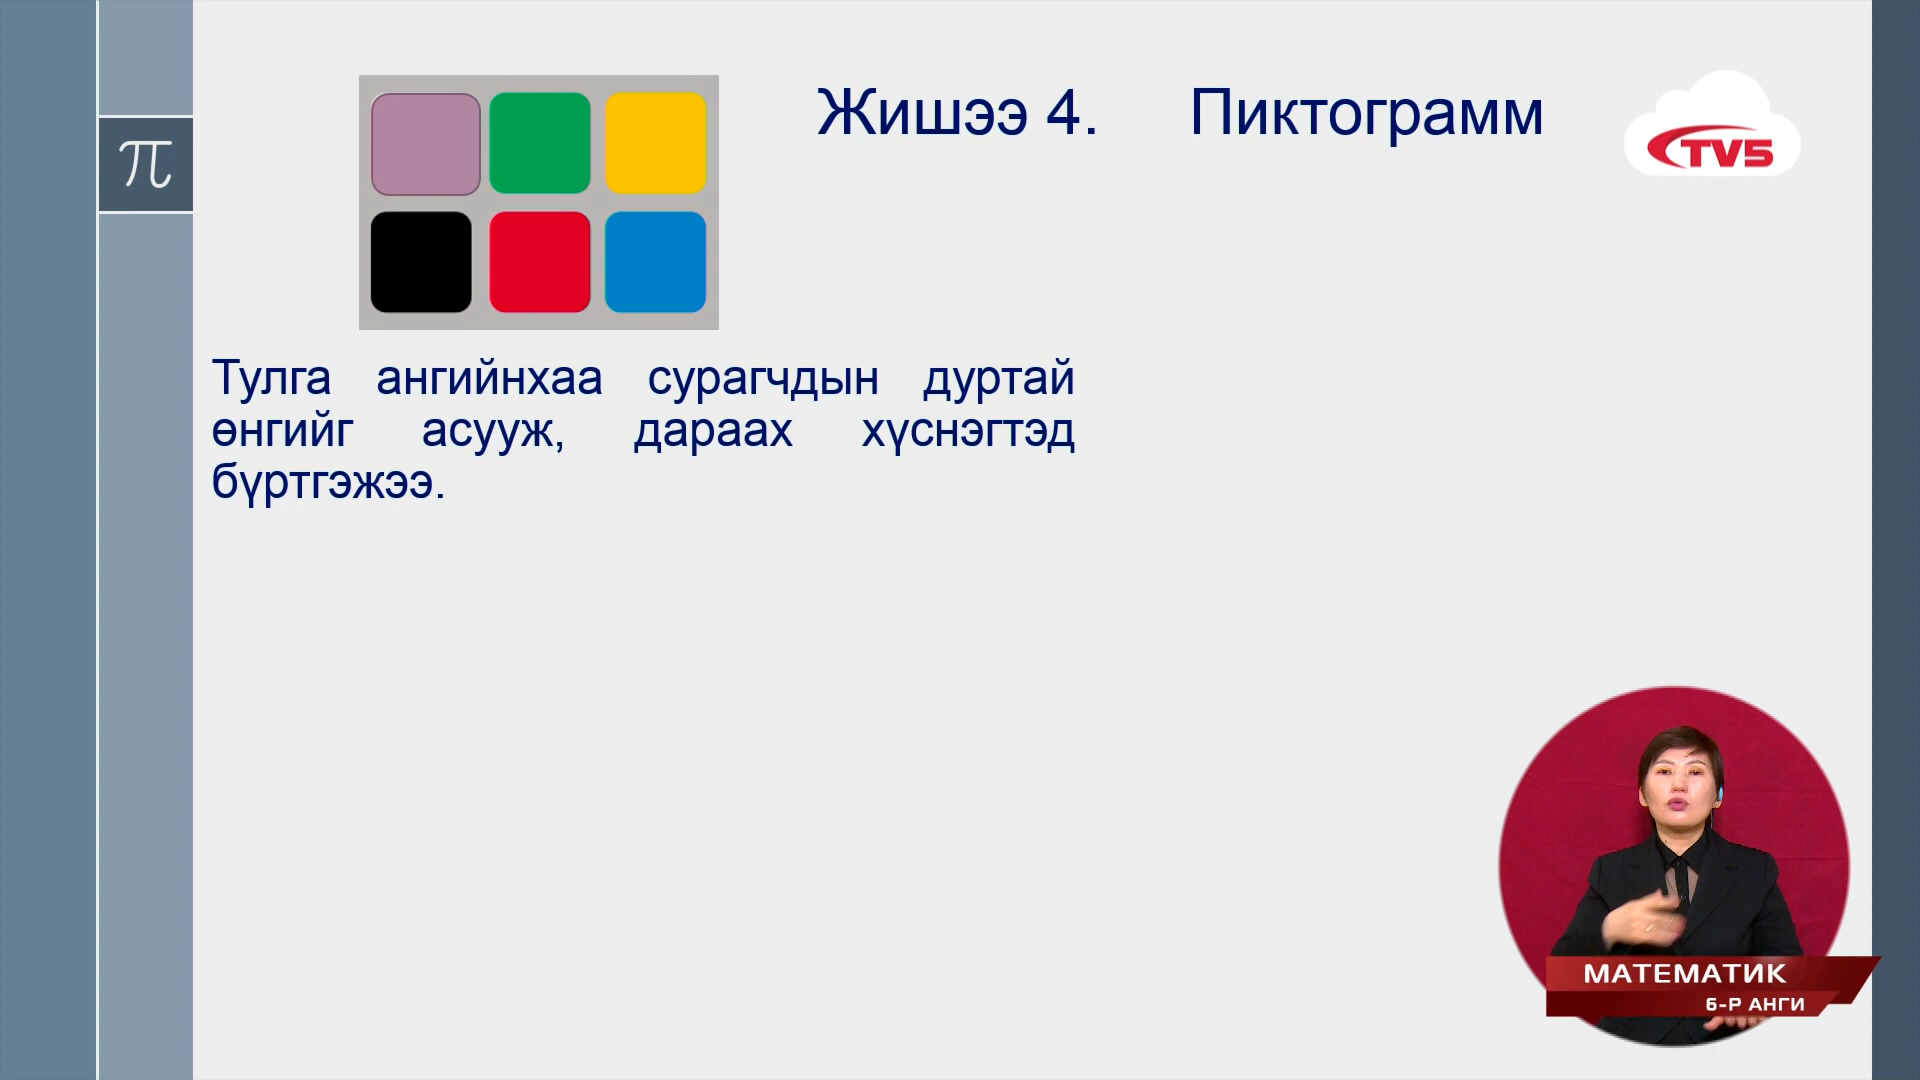 Жишээ 4. Пиктограмм
TV5
π
Тулга ангийнхаа сурагчдын дуртай
өнгийг асууж, дараах хүснэгтэд
бүртгэжээ.
МАТЕМАТИК
6-Р АНГИ